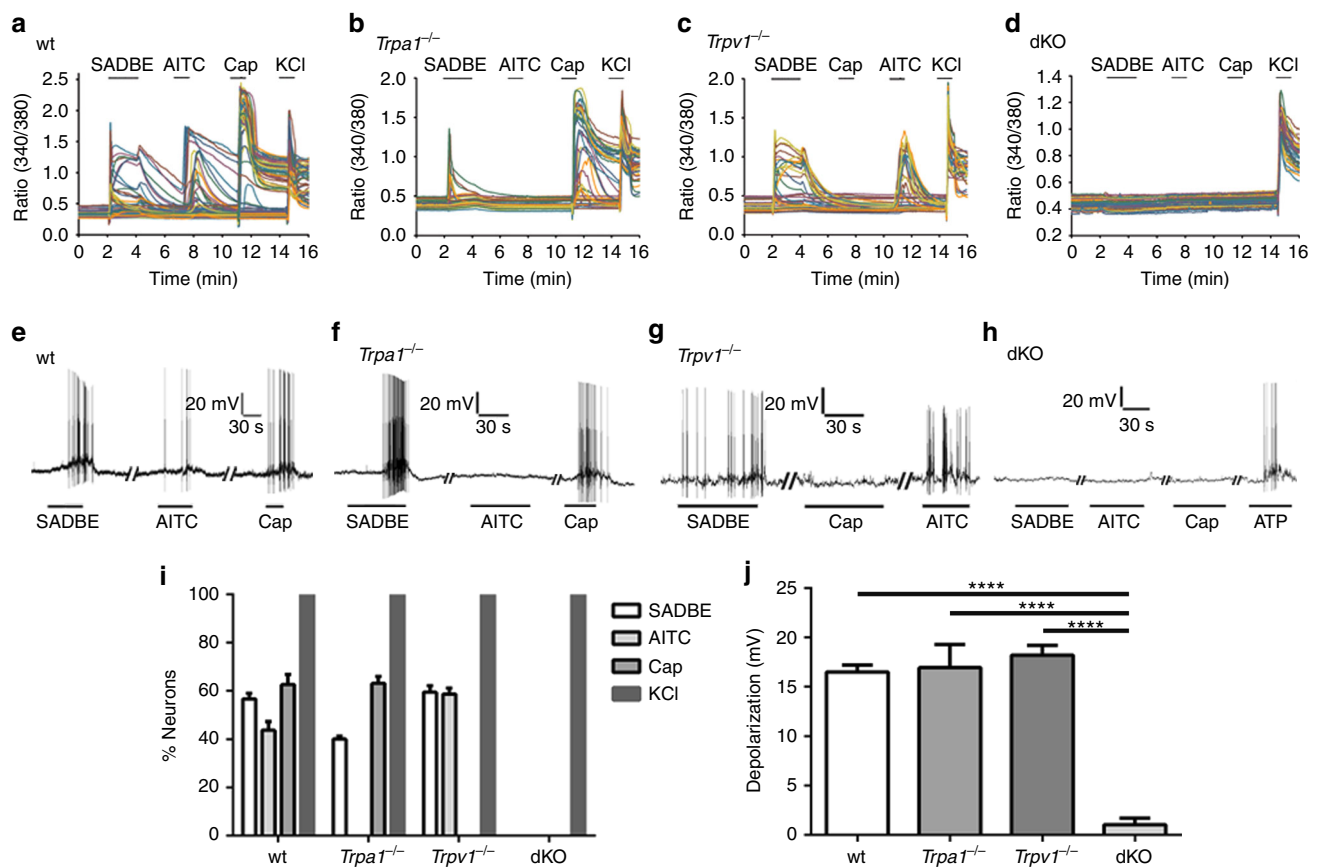 a
wt
SADBE AITC Cap KCl
2.5
2.0
1.5
1.0
0.5
0.0
Ratio (340/380)
0 2 4 6 8 10 12 14 16
Time (min)
b
Trpa1–/–
SADBE AITC Cap KCl
2.0
1.5
1.0
0.5
0.0
Ratio (340/380)
0 2 4 6 8 10 12 14 16
Time (min)
c
Trpv1–/–
SADBE Cap AITC KCl
2.0
1.5
1.0
0.5
0.0
Ratio (340/380)
0 2 4 6 8 10 12 14 16
Time (min)
d
dKO
SADBE AITC Cap KCl
1.4
1.2
1.0
0.8
0.6
0.4
0.2
Ratio (340/380)
0 2 4 6 8 10 12 14 16
Time (min)
e
wt
20 mV
30 s
SADBE AITC Cap
f
Trpa1–/–
20 mV
30 s
SADBE AITC Cap
g
Trpv1–/–
20 mV
30 s
SADBE Cap AITC
h
dKO
20 mV
30 s
SADBE AITC Cap ATP
i
100
80
60
40
20
0
% Neurons
wt Trpa1–/– Trpv1–/– dKO
SADBE
AITC
Cap
KCl
j
25
20
15
10
5
0
Depolarization (mV)
****
****
****
wt Trpa1–/– Trpv1–/– dKO